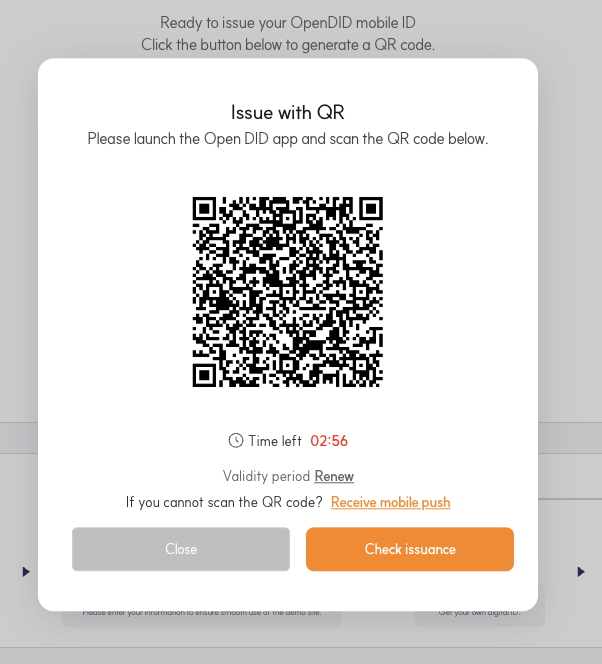 Ready to issue your OpenDID mobile ID
Click the button below to generate a QR code.
Issue with QR
Please launch the Open DID app and scan the QR code below.
Time left 02:56
Validity period Renew
If you cannot scan the QR code? Receive mobile push
Close Check issuance
Please enter your information to ensure smooth use of the demo site. Get your own digital ID.